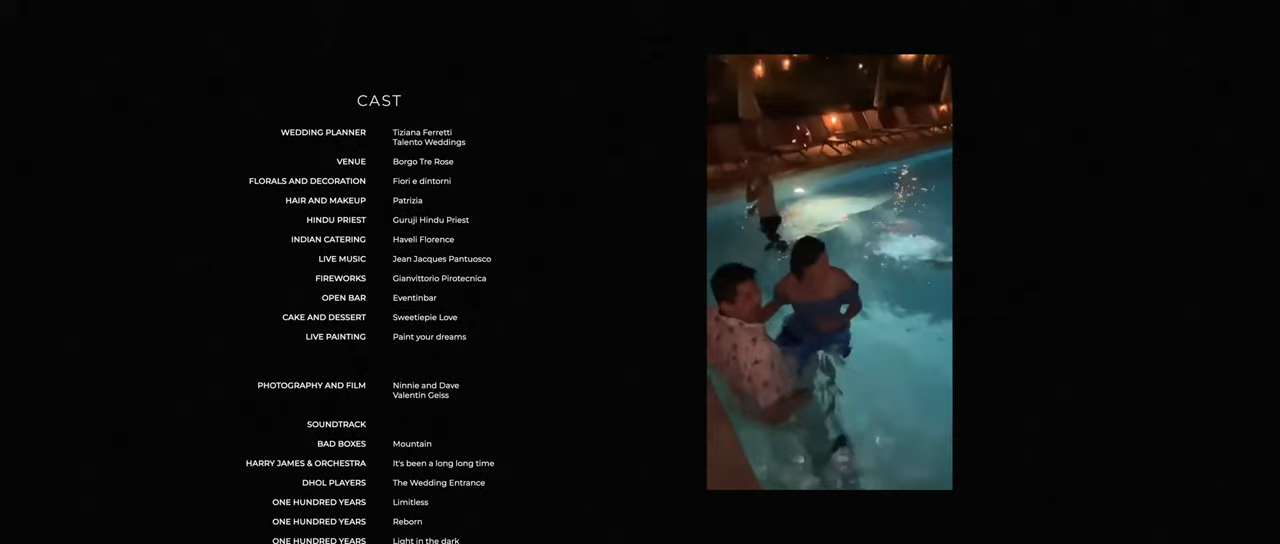 CAST
WEDDING PLANNER Tiziana Ferretti
Talento Weddings
VENUE Borgo Tre Rose
FLORALS AND DECORATION Fiori e dintorni
HAIR AND MAKEUP Patrizia
HINDU PRIEST Guruji Hindu Priest
INDIAN CATERING Haveli Florence
LIVE MUSIC Jean Jacques Pantuosco
FIREWORKS Gianvittorio Pirotecnica
OPEN BAR Eventinbar
CAKE AND DESSERT Sweetiepie Love
LIVE PAINTING Paint your dreams
PHOTOGRAPHY AND FILM Ninnie and Dave
Valentin Geiss
SOUNDTRACK
BAD BOXES Mountain
HARRY JAMES & ORCHESTRA It's been a long long time
DHOL PLAYERS The Wedding Entrance
ONE HUNDRED YEARS Limitless
ONE HUNDRED YEARS Reborn
ONE HUNDRED YEARS Light in the dark